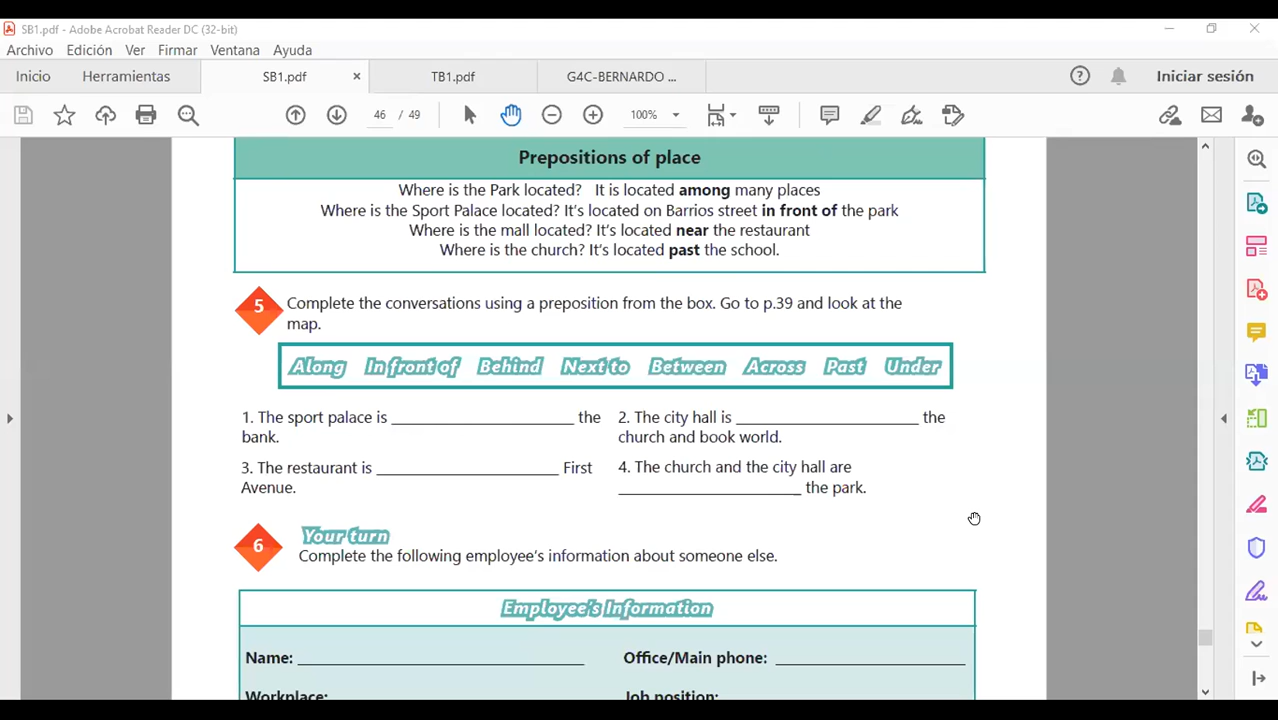 SB1.pdf - Adobe Acrobat Reader DC (32-bit)
Archivo Edición Ver Firmar Ventana Ayuda
Inicio Herramientas SB1.pdf × TB1.pdf G4C-BERNARDO ... Iniciar sesión
46 / 49 100%
Prepositions of place
Where is the Park located? It is located among many places
Where is the Sport Palace located? It's located on Barrios street in front of the park
Where is the mall located? It's located near the restaurant
Where is the church? It's located past the school.
5 Complete the conversations using a preposition from the box. Go to p.39 and look at the
map.
Along In front of Behind Next to Between Across Past Under
1. The sport palace is ____________________ the
bank.
2. The city hall is ____________________ the
church and book world.
3. The restaurant is ____________________ First
Avenue.
4. The church and the city hall are
____________________ the park.
6 Your turn
Complete the following employee's information about someone else.
Employee's Information
Name: ____________________ Office/Main phone: ____________________
Workplace: Job position: